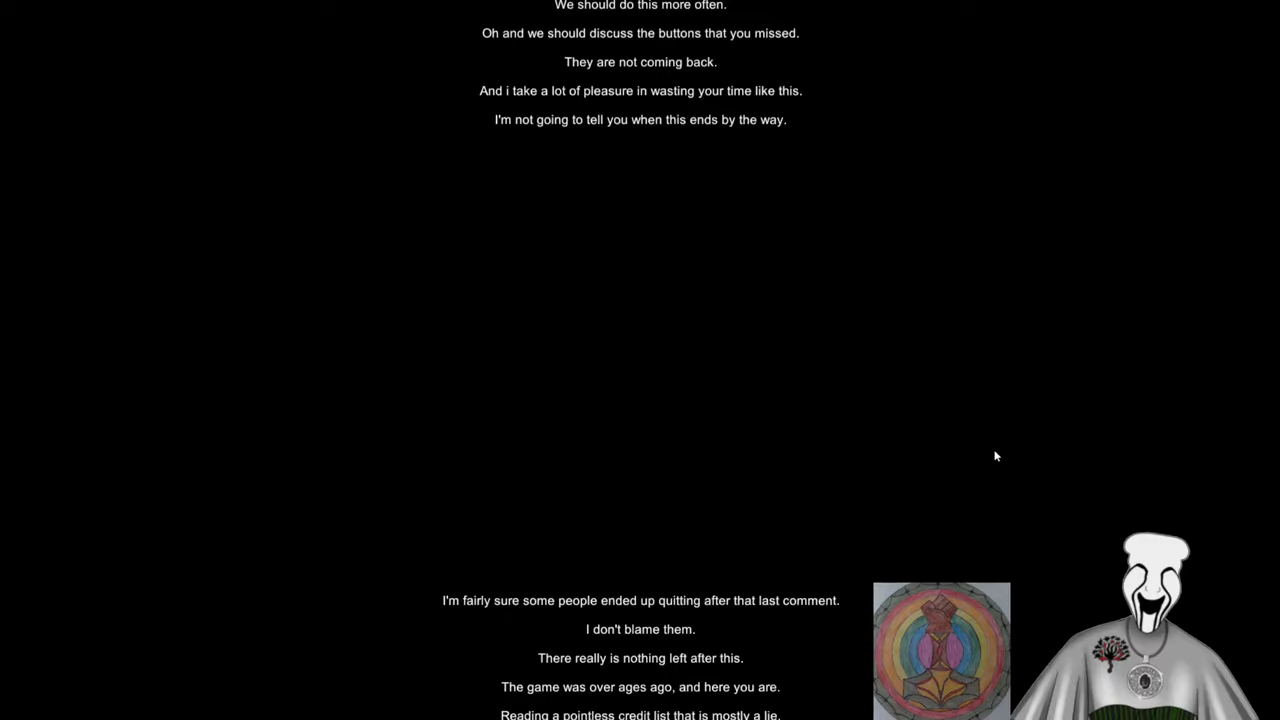 We should do this more often.
Oh and we should discuss the buttons that you missed.
They are not coming back.
And i take a lot of pleasure in wasting your time like this.
I'm not going to tell you when this ends by the way.
I'm fairly sure some people ended up quitting after that last comment.
I don't blame them.
There really is nothing left after this.
The game was over ages ago, and here you are.
Reading a pointless credit list that is mostly a lie.